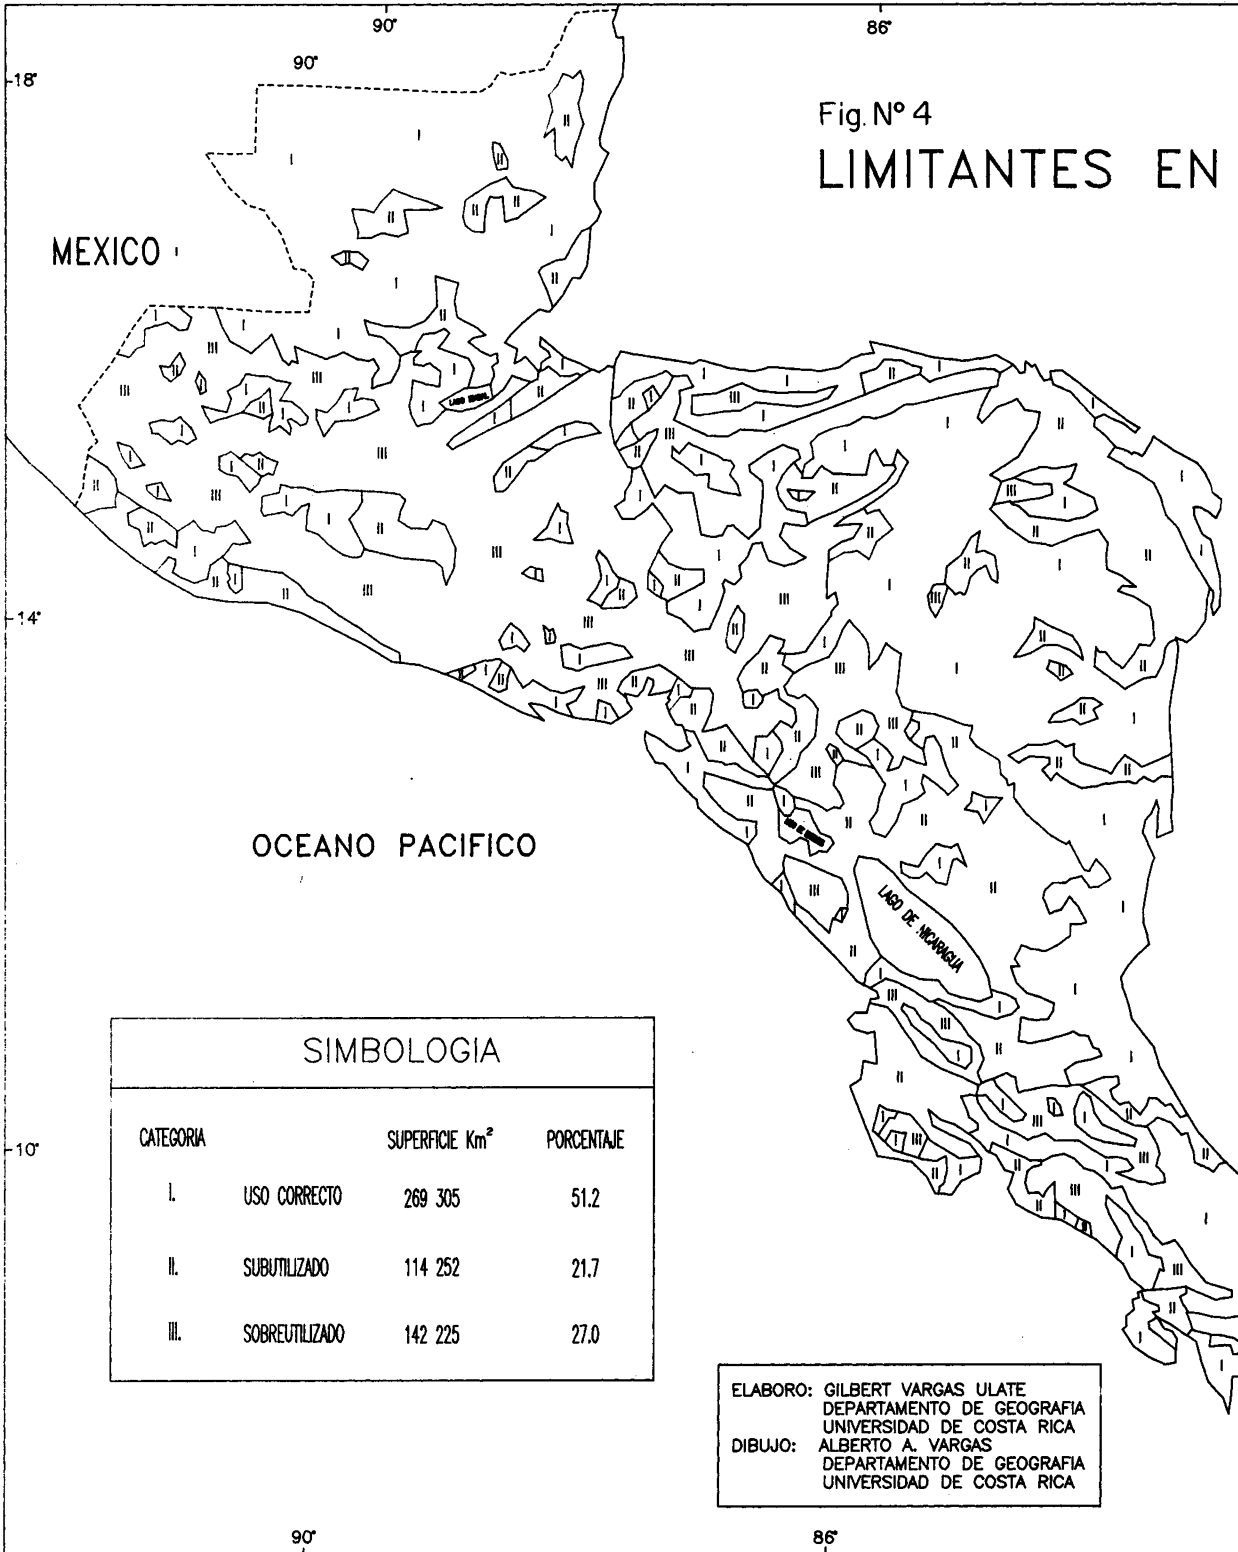 90°
86°
90°
18°
Fig. Nº 4
LIMITANTES EN
MEXICO
14°
OCEANO PACIFICO
LAGO DE NICARAGUA
SIMBOLOGIA
CATEGORIA SUPERFICIE Km² PORCENTAJE
I. USO CORRECTO 269 305 51.2
II. SUBUTILIZADO 114 252 21.7
III. SOBREUTILIZADO 142 225 27.0
10°
ELABORO: GILBERT VARGAS ULATE
DEPARTAMENTO DE GEOGRAFIA
UNIVERSIDAD DE COSTA RICA
DIBUJO: ALBERTO A. VARGAS
DEPARTAMENTO DE GEOGRAFIA
UNIVERSIDAD DE COSTA RICA
90°
86°